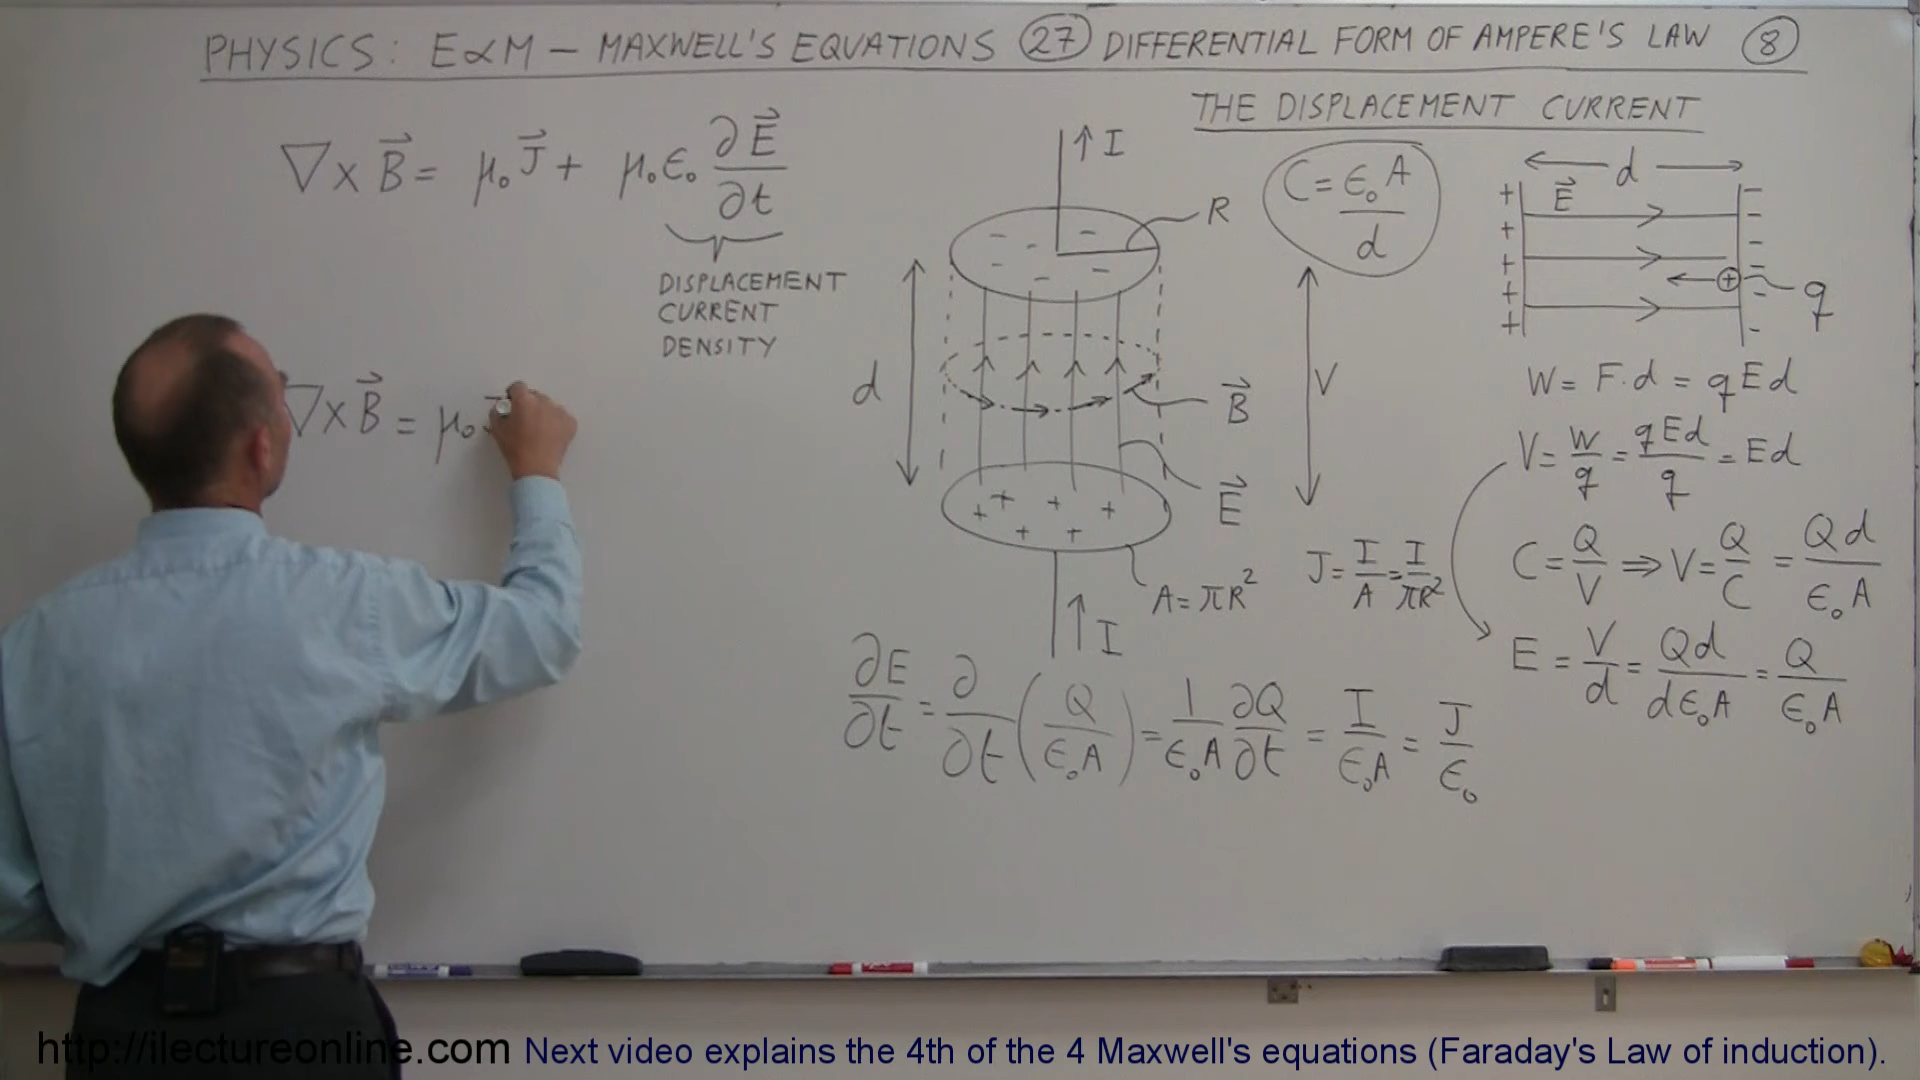 PHYSICS: E&M – MAXWELL'S EQUATIONS (27) DIFFERENTIAL FORM OF AMPERE'S LAW (8)
THE DISPLACEMENT CURRENT
∇×B⃗ = μ₀J⃗ + μ₀ε₀ ∂E⃗/∂t
DISPLACEMENT
CURRENT
DENSITY
∇×B⃗ = μ₀
I
R
d
B⃗
E⃗
V
A=πR²
I
C=ε₀A/d
J=I/A=I/πR²
d
E⃗
q
W= F·d = qEd
V=W/q=qEd/q=Ed
C=Q/V⇒V=Q/C=Qd/ε₀A
E=V/d=Qd/dε₀A=Q/ε₀A
∂E/∂t=∂/∂t(Q/ε₀A)=1/ε₀A ∂Q/∂t=I/ε₀A=J/ε₀
http://ilectureonline.com Next video explains the 4th of the 4 Maxwell's equations (Faraday's Law of induction).